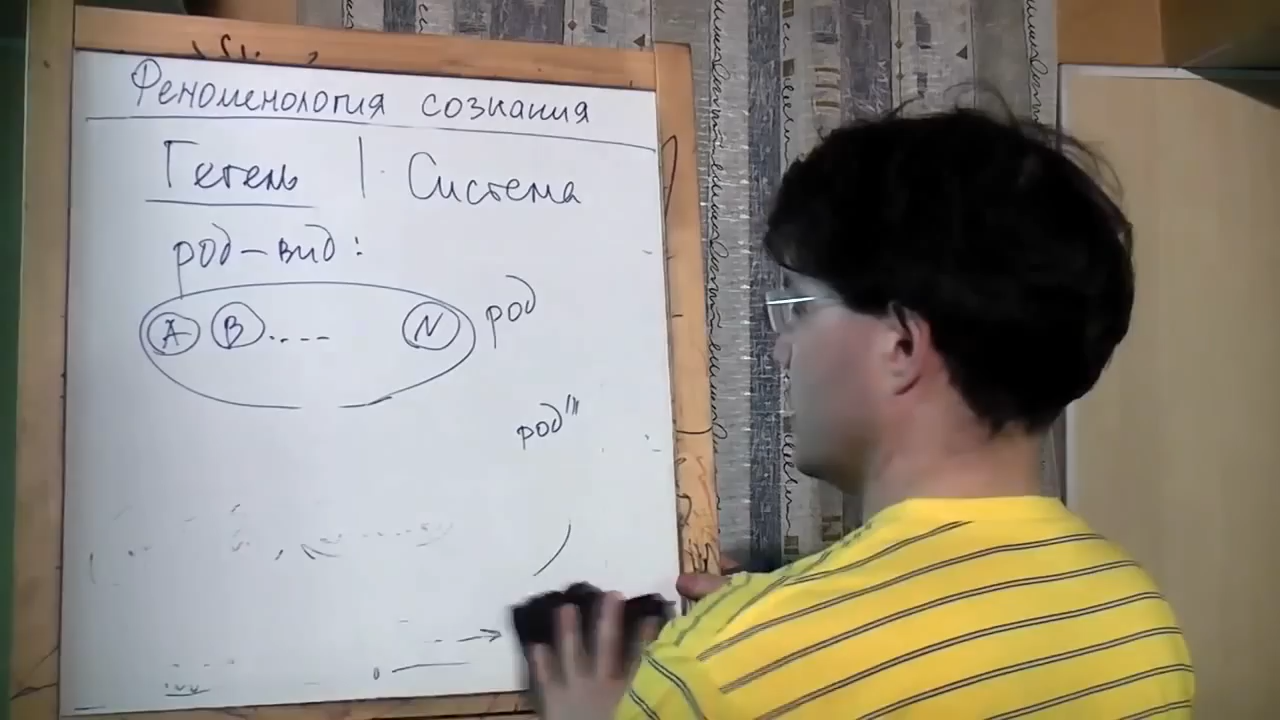 Феноменология сознания
Гегель | Система
род-вид:
A B .... N род
род'''